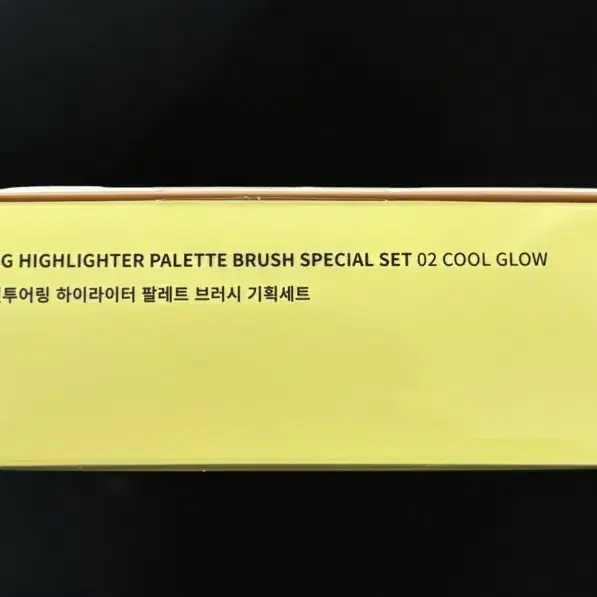 G HIGHLIGHTER PALETTE BRUSH SPECIAL SET 02 COOL GLOW
투어링 하이라이터 팔레트 브러시 기획세트